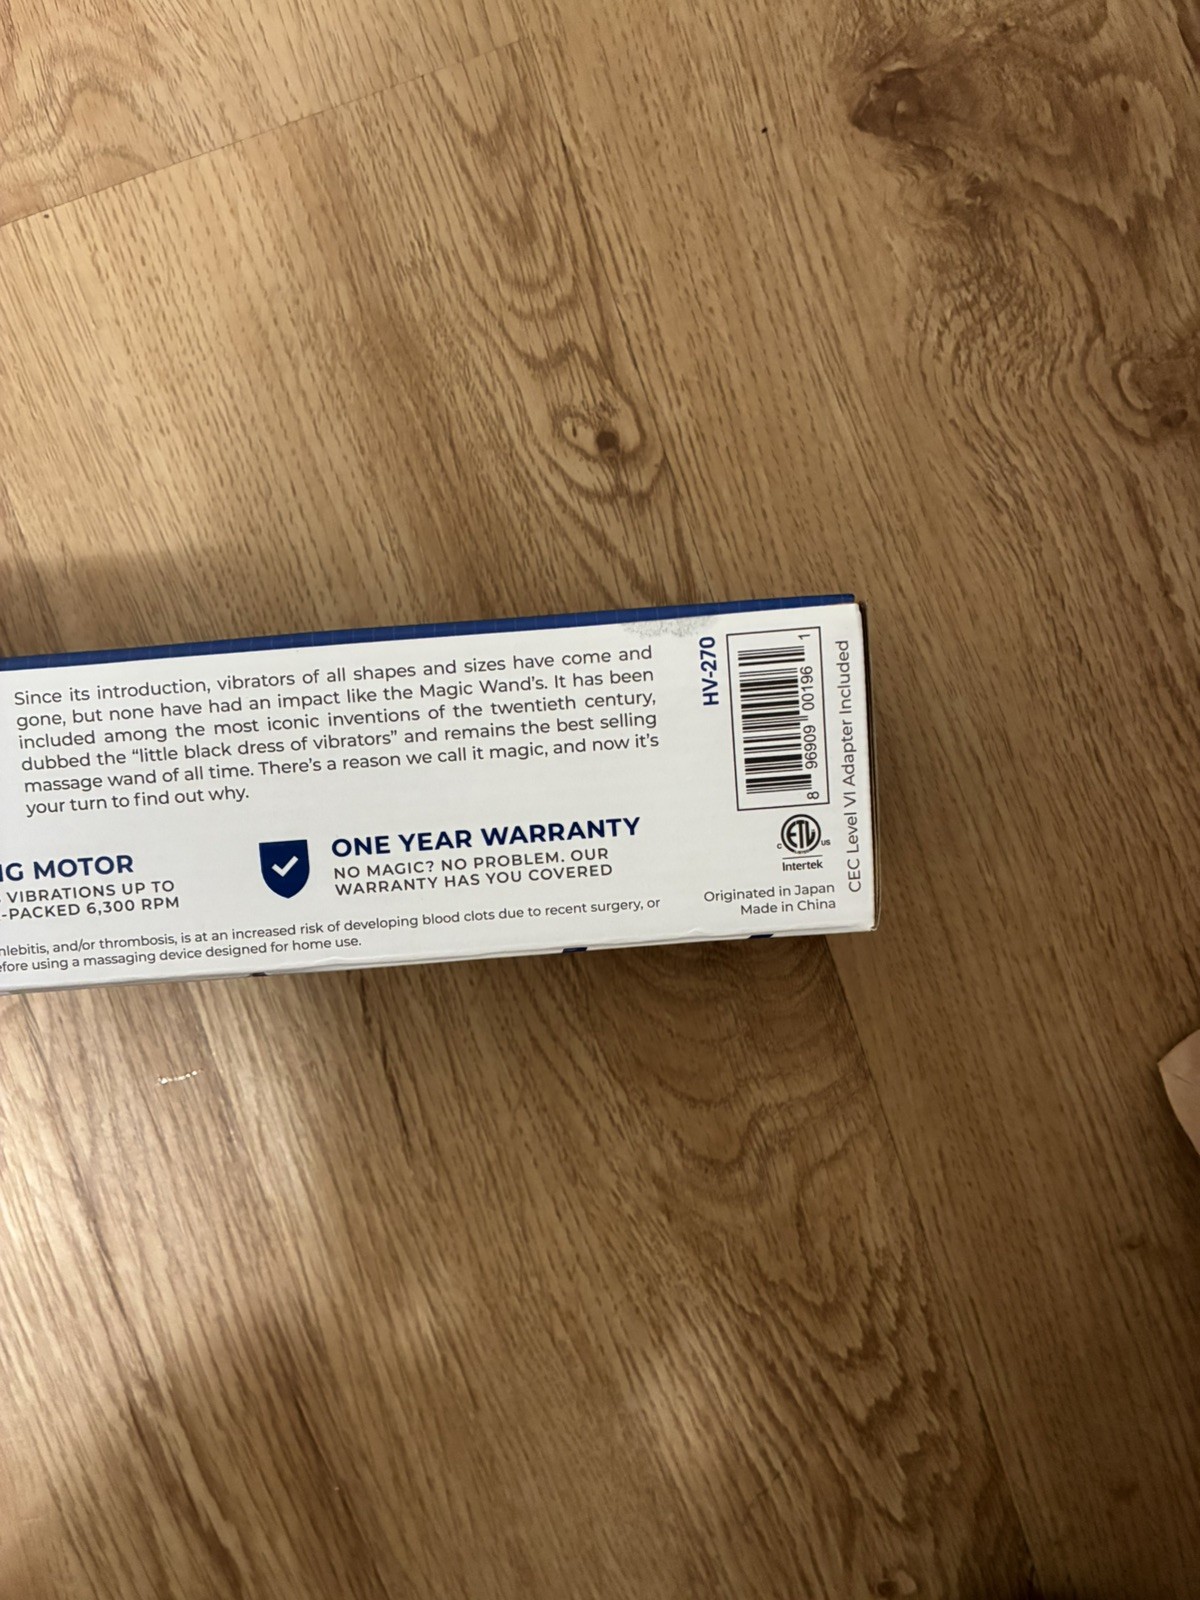 Since its introduction, vibrators of all shapes and sizes have come and
gone, but none have had an impact like the Magic Wand's. It has been
included among the most iconic inventions of the twentieth century,
dubbed the “little black dress of vibrators” and remains the best selling
massage wand of all time. There's a reason we call it magic, and now it's
your turn to find out why.
MOTOR
VIBRATIONS UP TO
-PACKED 6,300 RPM
ONE YEAR WARRANTY
NO MAGIC? NO PROBLEM. OUR
WARRANTY HAS YOU COVERED
and/or thrombosis, is at an increased risk of developing blood clots due to recent surgery, or
using a massaging device designed for home use.
HV-270
8 96909 00196 1
c ETL us
Intertek
Originated in Japan
Made in China
CEC Level VI Adapter Included